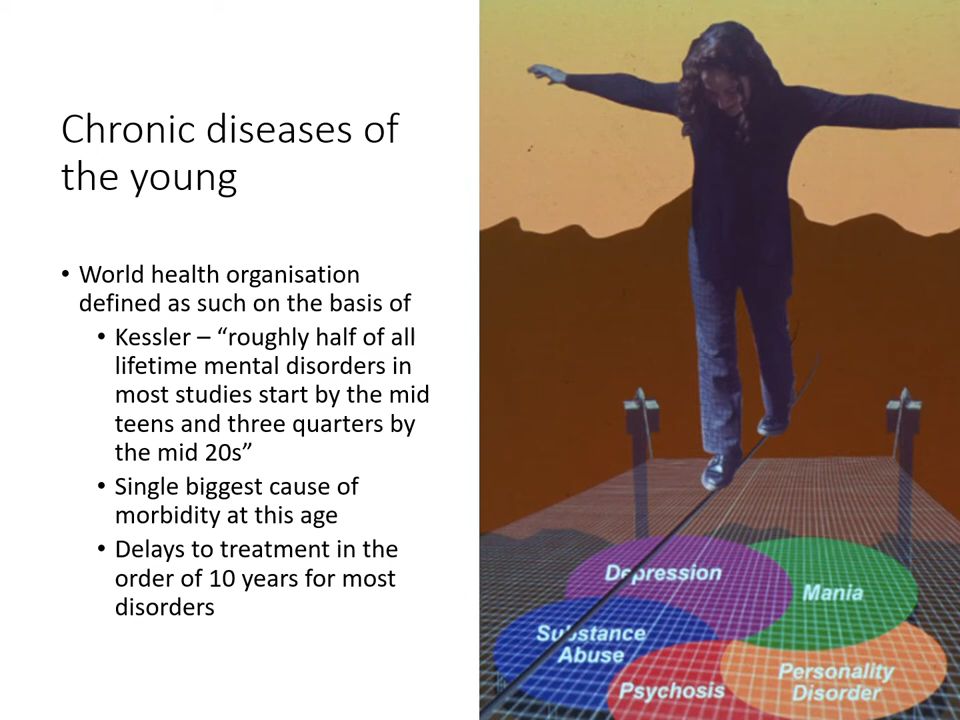 Chronic diseases of
the young
• World health organisation
defined as such on the basis of
• Kessler – “roughly half of all
lifetime mental disorders in
most studies start by the mid
teens and three quarters by
the mid 20s”
• Single biggest cause of
morbidity at this age
• Delays to treatment in the
order of 10 years for most
disorders
Depression
Mania
Substance
Abuse
Psychosis
Personality
Disorder